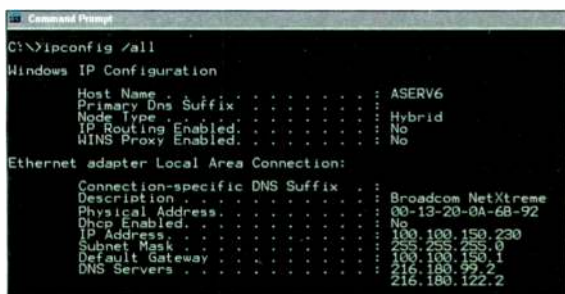 Command Prompt
C:\>ipconfig /all
Windows IP Configuration
Host Name . . . . . . . . . . . . : ASERV6
Primary Dns Suffix . . . . . . . :
Node Type . . . . . . . . . . . . : Hybrid
IP Routing Enabled. . . . . . . . : No
WINS Proxy Enabled. . . . . . . . : No
Ethernet adapter Local Area Connection:
Connection-specific DNS Suffix . :
Description . . . . . . . . . . . : Broadcom NetXtreme
Physical Address. . . . . . . . . : 00-13-20-0A-6B-92
Dhcp Enabled. . . . . . . . . . . : No
IP Address. . . . . . . . . . . . : 100.100.150.230
Subnet Mask . . . . . . . . . . . : 255.255.255.0
Default Gateway . . . . . . . . . : 100.100.150.1
DNS Servers . . . . . . . . . . . : 216.180.99.2
216.180.122.2